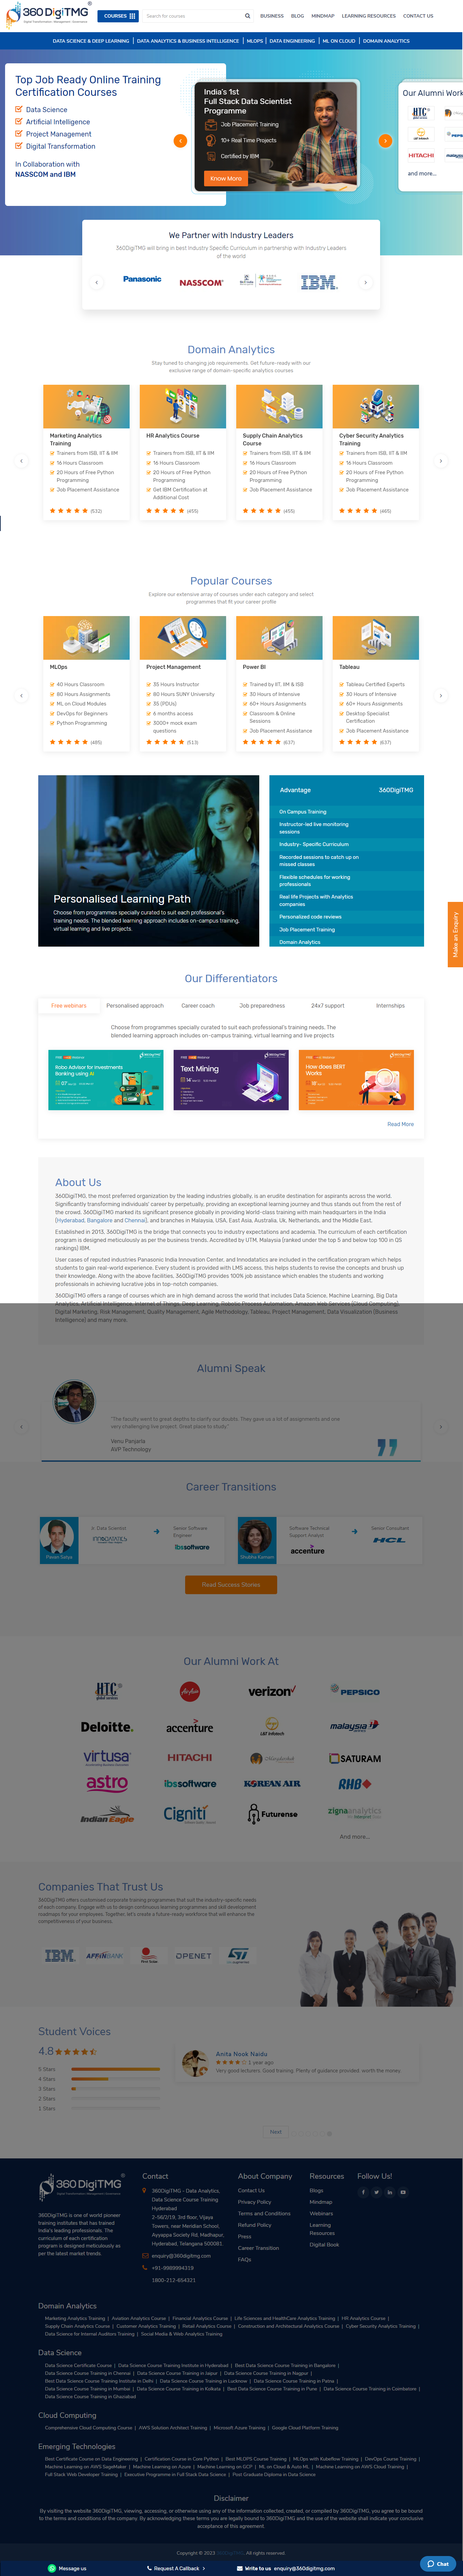 360 DigiTMG
COURSES
Search for courses
BUSINESS
BLOG
MINDMAP
LEARNING RESOURCES
CONTACT US
DATA SCIENCE & DEEP LEARNING | DATA ANALYTICS & BUSINESS INTELLIGENCE | MLOPS | DATA ENGINEERING | ML ON CLOUD | DOMAIN ANALYTICS
Top Job Ready Online Training
Certification Courses
Data Science
Artificial Intelligence
Project Management
Digital Transformation
In Collaboration with
NASSCOM and IBM
India's 1st
Full Stack Data Scientist
Programme
Job Placement Training
10+ Real Time Projects
Certified by IBM
Know More
Our Alumni Work
HTC
HITACHI
and more...
We Partner with Industry Leaders
360DigiTMG will bring in best Industry Specific Curriculum in partnership with Industry Leaders
of the world
Panasonic
NASSCOM
IBM
Domain Analytics
Stay tuned to changing job requirements, Get future-ready with our
exclusive range of domain-specific analytics courses
Marketing Analytics
Training
Trainers from ISB, IIT & IIM
16 Hours Classroom
20 Hours of Free Python
Programming
Job Placement Assistance
(532)
HR Analytics Course
Trainers from ISB, IIT & IIM
16 Hours Classroom
20 Hours of Free Python
Programming
Get IBM Certification at
Additional Cost
(455)
Supply Chain Analytics
Course
Trainers from ISB, IIT & IIM
16 Hours Classroom
20 Hours of Free Python
Programming
Job Placement Assistance
(455)
Cyber Security Analytics
Training
Trainers from ISB, IIT & IIM
16 Hours Classroom
20 Hours of Free Python
Programming
Job Placement Assistance
(465)
Popular Courses
Explore our extensive array of courses under each category and select
programmes that fit your career profile
MLOps
40 Hours Classroom
80 Hours Assignments
ML on Cloud Modules
DevOps for Beginners
Python Programming
(485)
Project Management
35 Hours Instructor
80 Hours SUNY University
35 (PDUs)
6 months access
3000+ mock exam
questions
(513)
Power BI
Trained by IIT, IIM & ISB
30 Hours of Intensive
60+ Hours Assignments
Classroom & Online
Sessions
Job Placement Assistance
(637)
Tableau
Tableau Certified Experts
30 Hours of Intensive
60+ Hours Assignments
Desktop Specialist
Certification
Job Placement Assistance
(637)
Personalised Learning Path
Choose from programmes specially curated to suit each professional's
training needs. The blended learning approach includes on-campus training,
virtual learning and live projects.
Advantage 360DigiTMG
On Campus Training
Instructor-led live monitoring
sessions
Industry- Specific Curriculum
Recorded sessions to catch up on
missed classes
Flexible schedules for working
professionals
Real life Projects with Analytics
companies
Personalized code reviews
Job Placement Training
Domain Analytics
Make an Enquiry
Our Differentiators
Free webinars
Personalised approach
Career coach
Job preparedness
24x7 support
Internships
Choose from programmes specially curated to suit each professional's training needs. The
blended learning approach includes on-campus training, virtual learning and live projects
Robo Advisor for Investments
Banking using AI
Text Mining
How does BERT
Works
Read More
About Us
360DigiTMG, the most preferred organization by the leading industries globally, is an erudite destination for aspirants across the world.
Significantly transforming individuals' career by perpetually, providing an exceptional learning journey and thus stands out from the rest of
the crowd. 360DigiTMG marked its significant presence globally in providing World-class training with main headquarters in the India
(Hyderabad, Bangalore and Chennai), and branches in Malaysia, USA, East Asia, Australia, Uk, Netherlands, and the Middle East.
Established in 2013, 360DigiTMG is the bridge that connects you to industry expectations and academia. The curriculum of each certification
program is designed meticulously as per the business trends. Accredited by UTM, Malaysia (ranked under the top 5 and holdee top 100 in QS
ranking) IBM.
User cases of reputed industries Panasonic India Innovation Center, and Innodatatics are included in the certification program which helps
students to gain real-world experience. Every student is provided with LMS access, this helps students to revise the concepts and brush up
their knowledge. Along with the above facilities, 360DigiTMG provides 100% job assistance which enables the students and working
professionals in achieving lucrative jobs in top-notch companies.
360DigiTMG offers a range of courses which are in high demand across the world that includes Data Science, Machine Learning, Big Data
Analytics, Artificial Intelligence, Internet of Things, Deep Learning, Robotic Process Automation, Amazon Web Services (Cloud Computing),
Digital Marketing, Risk Management, Quality Management, Agile Methodology, Tableau, Project Management, Data Visualization (Business
Intelligence) and many more.
Alumni Speak
"The faculty is great dedicated to clarity to quantify our doubts. They gave us a lot of assignments and one
Venu Panjarla
AVP Technology
Career Transitions
Jr. Data Scientist
INNODATATICS
Senior Software
Engineer
lbssoftware
Software Technical
Support Analyst
accenture
Senior Consultant
HCL
Read Success Stories
Our Alumni Work At
HTC
AirAsia
verizon
PEPSICO
Deloitte.
accenture
L&T Infotech
malaysia
virtusa
HITACHI
SATURAM
astro
lbssoftware
KOREAN AIR
RHB
Indian Eagle
Cigniti
Futurense
zignaanalytics
And more...
Companies That Trust Us
360DigiTMG offers customised corporate training programmes that suit the industry-specific needs
of each company. Engage with us to design continuous learning programmes and skill development
roadmaps for your employees. Together, let's create a future-ready workforce that will enhance the
competitiveness of your business.
IBM
AFFINBANK
First Solar
OPENET
ST
Student Voices
4.8
5 Stars
4 Stars
3 Stars
2 Stars
1 Stars
Anita Nook Naidu
1 year ago
Very good lecturers. Good training. Plenty of guidance provided. worth the money.
Next
360 DigiTMG
360DigiTMG is one of world pioneer
training institutes that has trained
India's leading professionals. The
curriculum of each corporate
program is designed meticulously as
per the latest market trends.
Contact
360DigiTMG - Data Analytics,
Data Science Course Training
Hyderabad
2-56/2/19, 3rd floor, Vijaya
Towers, near Meridian School,
Ayyappa Society Rd, Madhapur,
Hyderabad, Telangana 500081.
enquiry@360digitmg.com
+91-9989994319
1800-212-654321
About Company
Contact Us
Privacy Policy
Terms and Conditions
Refund Policy
Press
Career Transition
FAQs
Resources
Blogs
Mindmap
Webinars
Learning
Resources
Digital Book
Follow Us!
Domain Analytics
Marketing Analytics Training | Aviation Analytics Course | Financial Analytics Course | Life Sciences and HealthCare Analytics Training | HR Analytics Course |
Supply Chain Analytics Course | Customer Analytics Training | Retail Analytics Course | Construction and Architectural Analytics Course | Cyber Security Analytics Training |
Data Science for Internal Auditors Training | Social Media & Web Analytics Training
Data Science
Data Science Certificate Course | Data Science Course Training Institute in Hyderabad | Best Data Science Course Training in Bangalore |
Data Science Course Training in Chennai | Data Science Course Training in Jaipur | Data Science Course Training in Nagpur |
Best Data Science Course Training Institute in Delhi | Data Science Course Training in Lucknow | Data Science Course Training in Patna |
Data Science Course Training in Mumbai | Data Science Course Training in Kolkata | Best Data Science Course Training in Pune | Data Science Course Training in Coimbatore |
Data Science Course Training in Ghaziabad
Cloud Computing
Comprehensive Cloud Computing Course | AWS Solution Architect Training | Microsoft Azure Training | Google Cloud Platform Training
Emerging Technologies
Best Certificate Course on Data Engineering | Certification Course in Core Python | Best MLOPS Course Training | MLOps with Kubeflow Training | DevOps Course Training |
Machine Learning on AWS SageMaker | Machine Learning on Azure | Machine Learning on GCP | ML on Cloud & Auto ML | Machine Learning on AWS Cloud Training |
Full Stack Web Developer Training | Executive Programme in Full Stack Data Science | Post Graduate Diploma in Data Science
Disclaimer
By visiting the website 360DigiTMG, viewing, accessing, or otherwise using any of the information collected, created, or compiled by 360DigiTMG, you agree to be bound
to the terms and conditions of the company. By acknowledging these terms you are legally bound to 360DigiTMG and the use of the website shall indicate your conclusive
acceptance of this agreement.
Copyright © 2023 360DigiTMG. All rights reserved.
Message us
Request A Callback
Write to us enquiry@360digitmg.com
Chat